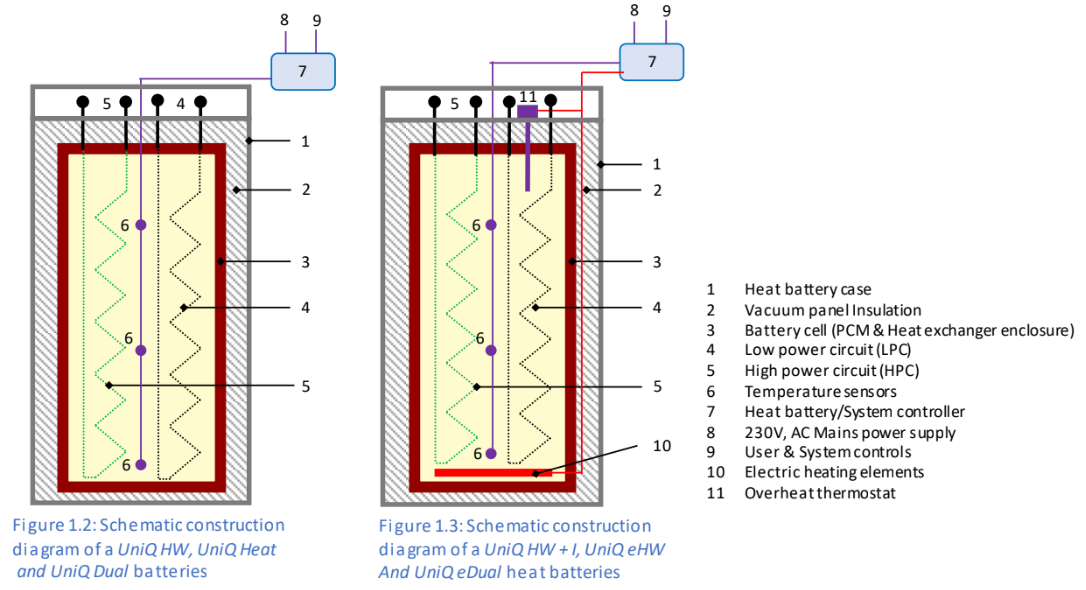 8 9
7
5 4
1
2
6
3
4
6
5
6
Figure 1.2: Schematic construction
diagram of a UniQ HW, UniQ Heat
and UniQ Dual batteries
8 9
7
5 11
1
2
6
3
4
6
5
6
10
Figure 1.3: Schematic construction
diagram of a UniQ HW + I, UniQ eHW
And UniQ eDual heat batteries
1 Heat battery case
2 Vacuum panel Insulation
3 Battery cell (PCM & Heat exchanger enclosure)
4 Low power circuit (LPC)
5 High power circuit (HPC)
6 Temperature sensors
7 Heat battery/System controller
8 230V, AC Mains power supply
9 User & System controls
10 Electric heating elements
11 Overheat thermostat